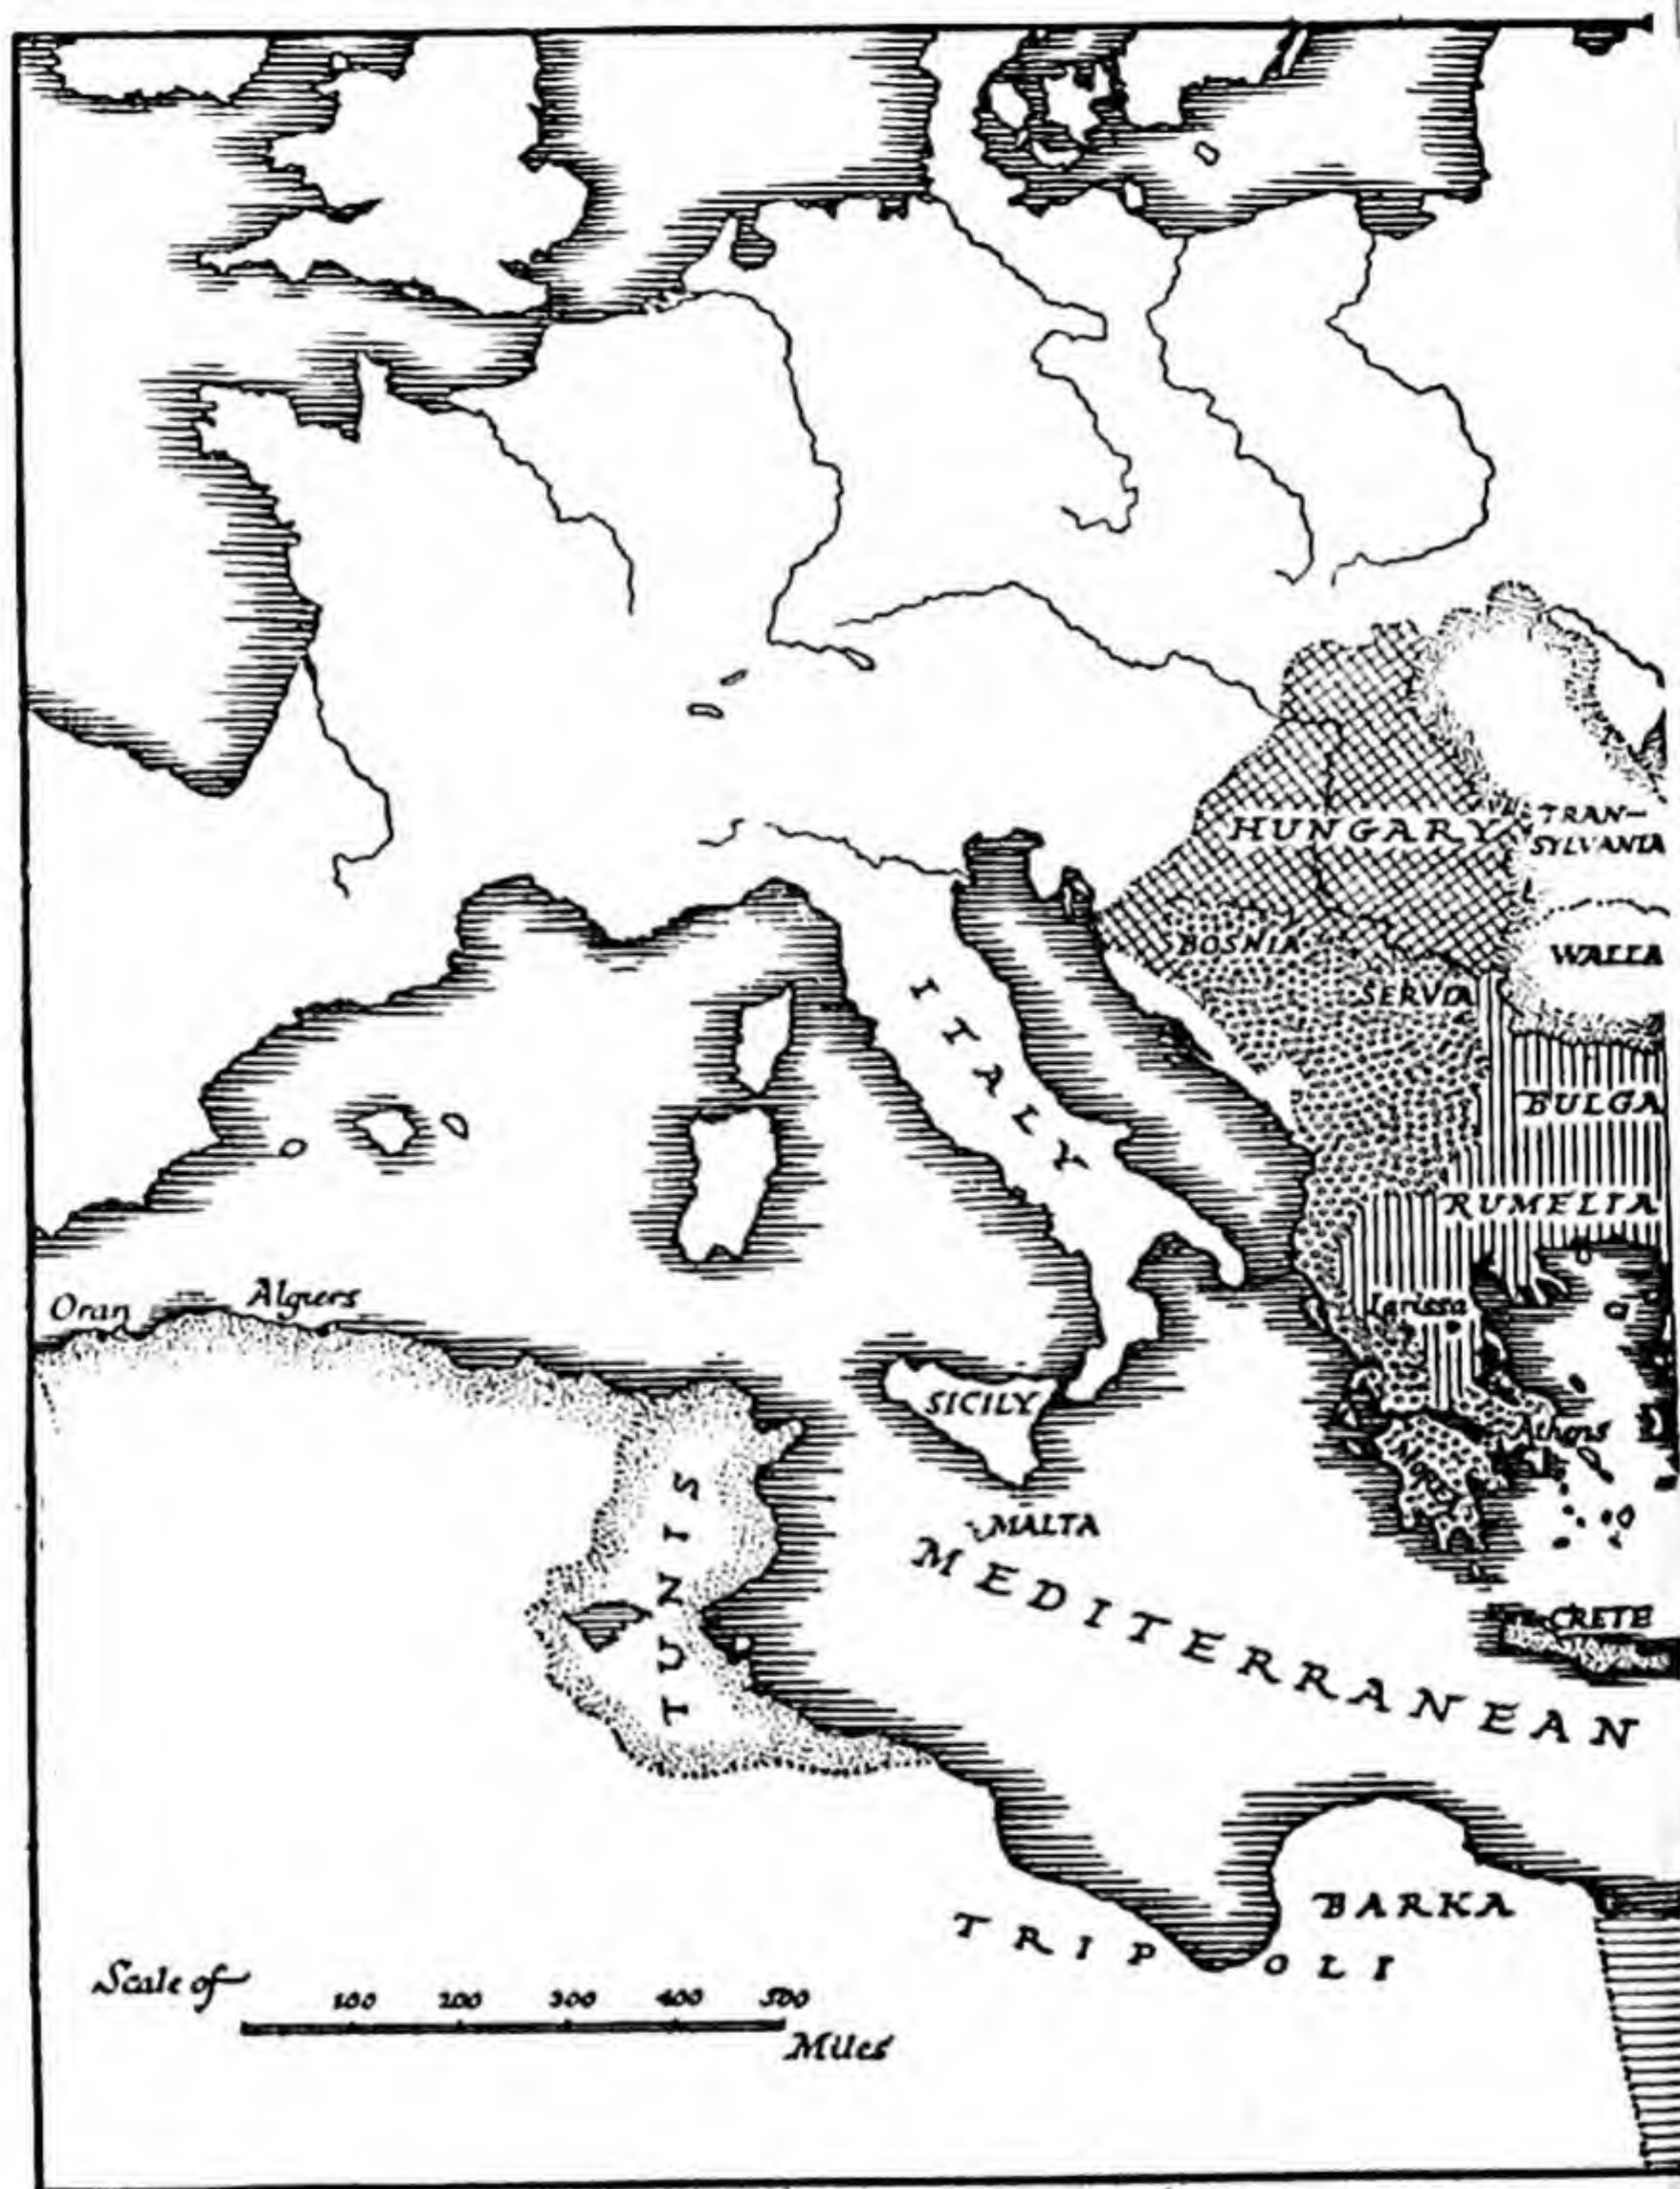 HUNGARY
TRAN-
SYLVANIA
BOSNIA
WALLA
SERVIA
ITALY
BULGA
RUMELIA
Oran
Algiers
Larissa
SICILY
Athens
MOREA
TUNIS
MALTA
MEDITERRANEAN
CRETE
BARKA
TRIPOLI
Scale of
100 200 300 400 500
Miles